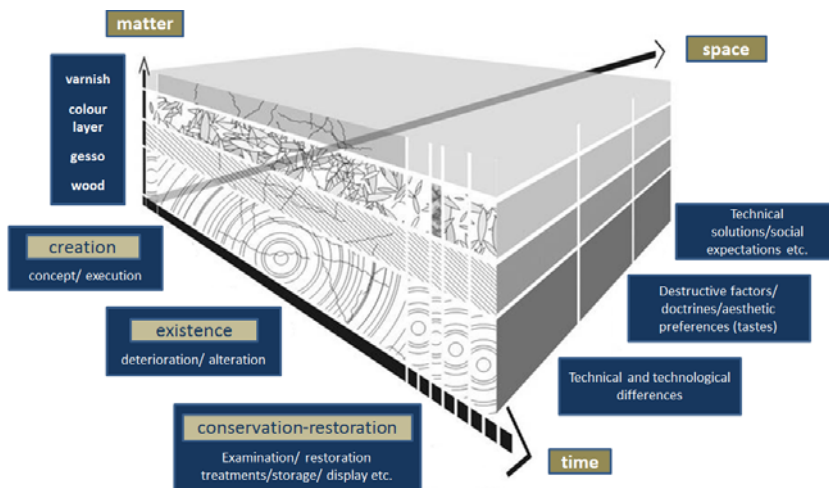 matter
space
varnish
colour
layer
gesso
wood
creation
concept/ execution
existence
deterioration/ alteration
conservation-restoration
Examination/ restoration
treatments/storage/ display etc.
Technical
solutions/social
expectations etc.
Destructive factors/
doctrines/aesthetic
preferences (tastes)
Technical and technological
differences
time